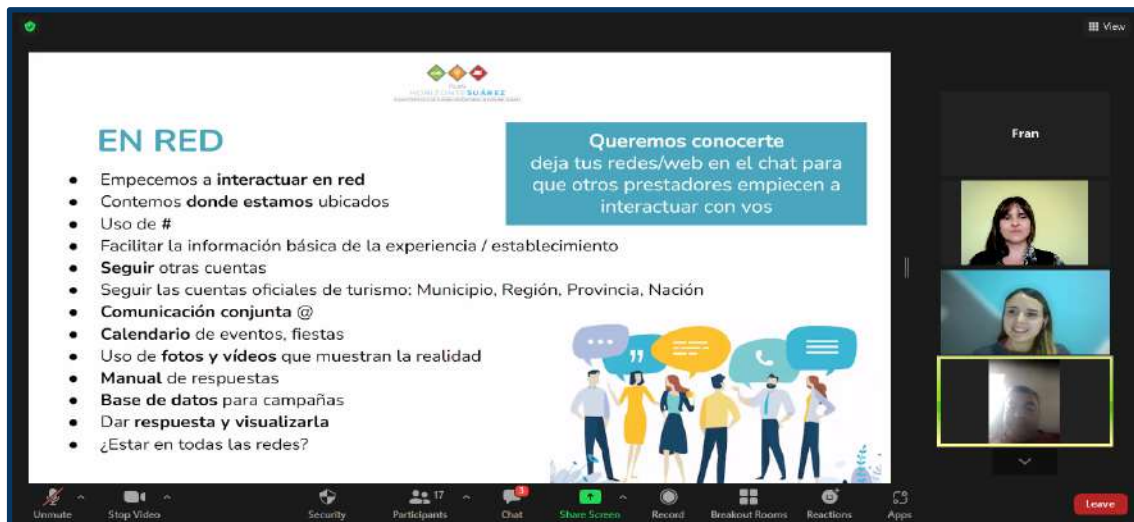 View
PLAN
HORIZONTE SUÁREZ
EN RED
Queremos conocerte
deja tus redes/web en el chat para
que otros prestadores empiecen a
interactuar con vos
● Empecemos a interactuar en red
● Contemos donde estamos ubicados
● Uso de #
● Facilitar la información básica de la experiencia / establecimiento
● Seguir otras cuentas
● Seguir las cuentas oficiales de turismo: Municipio, Región, Provincia, Nación
● Comunicación conjunta @
● Calendario de eventos, fiestas
● Uso de fotos y vídeos que muestran la realidad
● Manual de respuestas
● Base de datos para campañas
● Dar respuesta y visualizarla
● ¿Estar en todas las redes?
Fran
Unmute
Stop Video
Security
17
Participants
3
Chat
Share Screen
Record
Breakout Rooms
Reactions
Apps
Leave